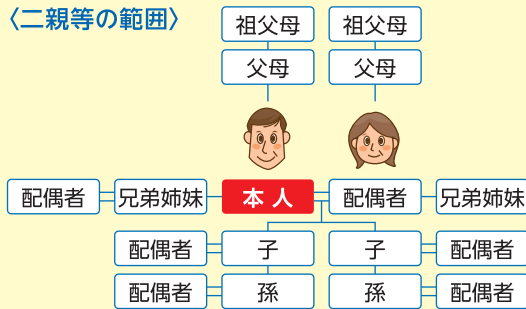 〈二親等の範囲〉
祖父母 祖父母
父母 父母
配偶者 兄弟姉妹 本人 配偶者 兄弟姉妹
配偶者 子 子 配偶者
配偶者 孫 孫 配偶者